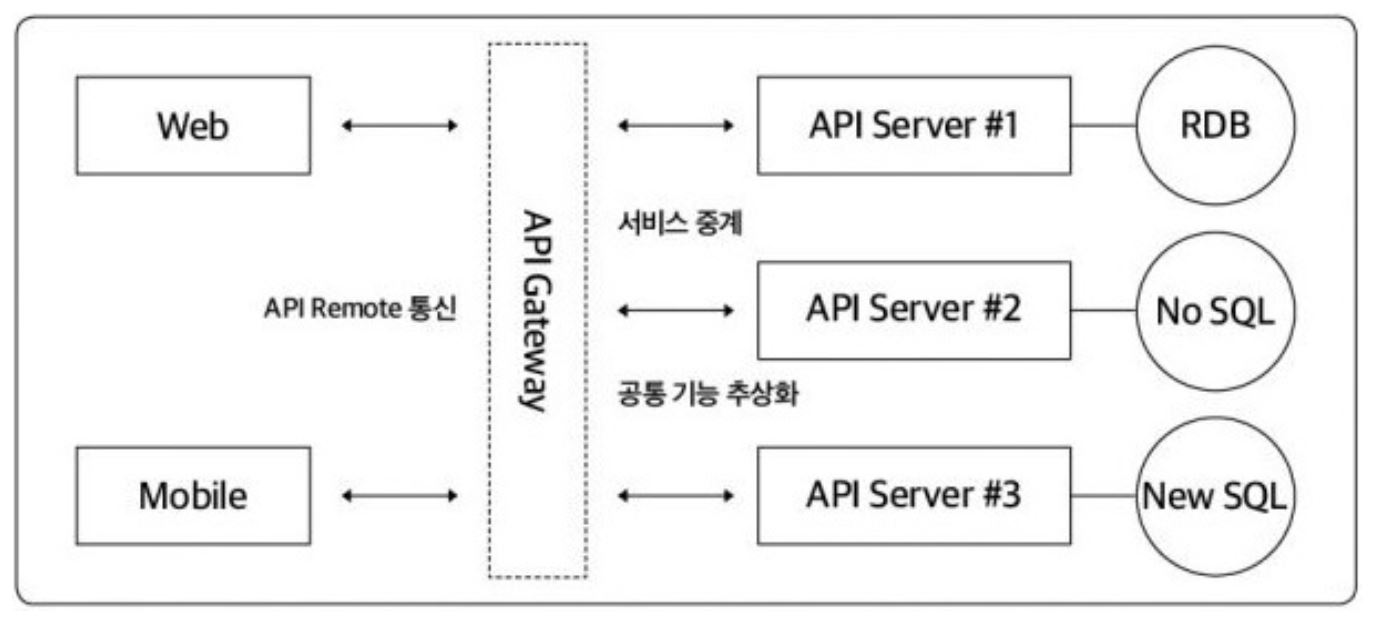 Web
API Server #1
RDB
서비스 중계
API Gateway
API Remote 통신
API Server #2
No SQL
공통 기능 추상화
Mobile
API Server #3
New SQL